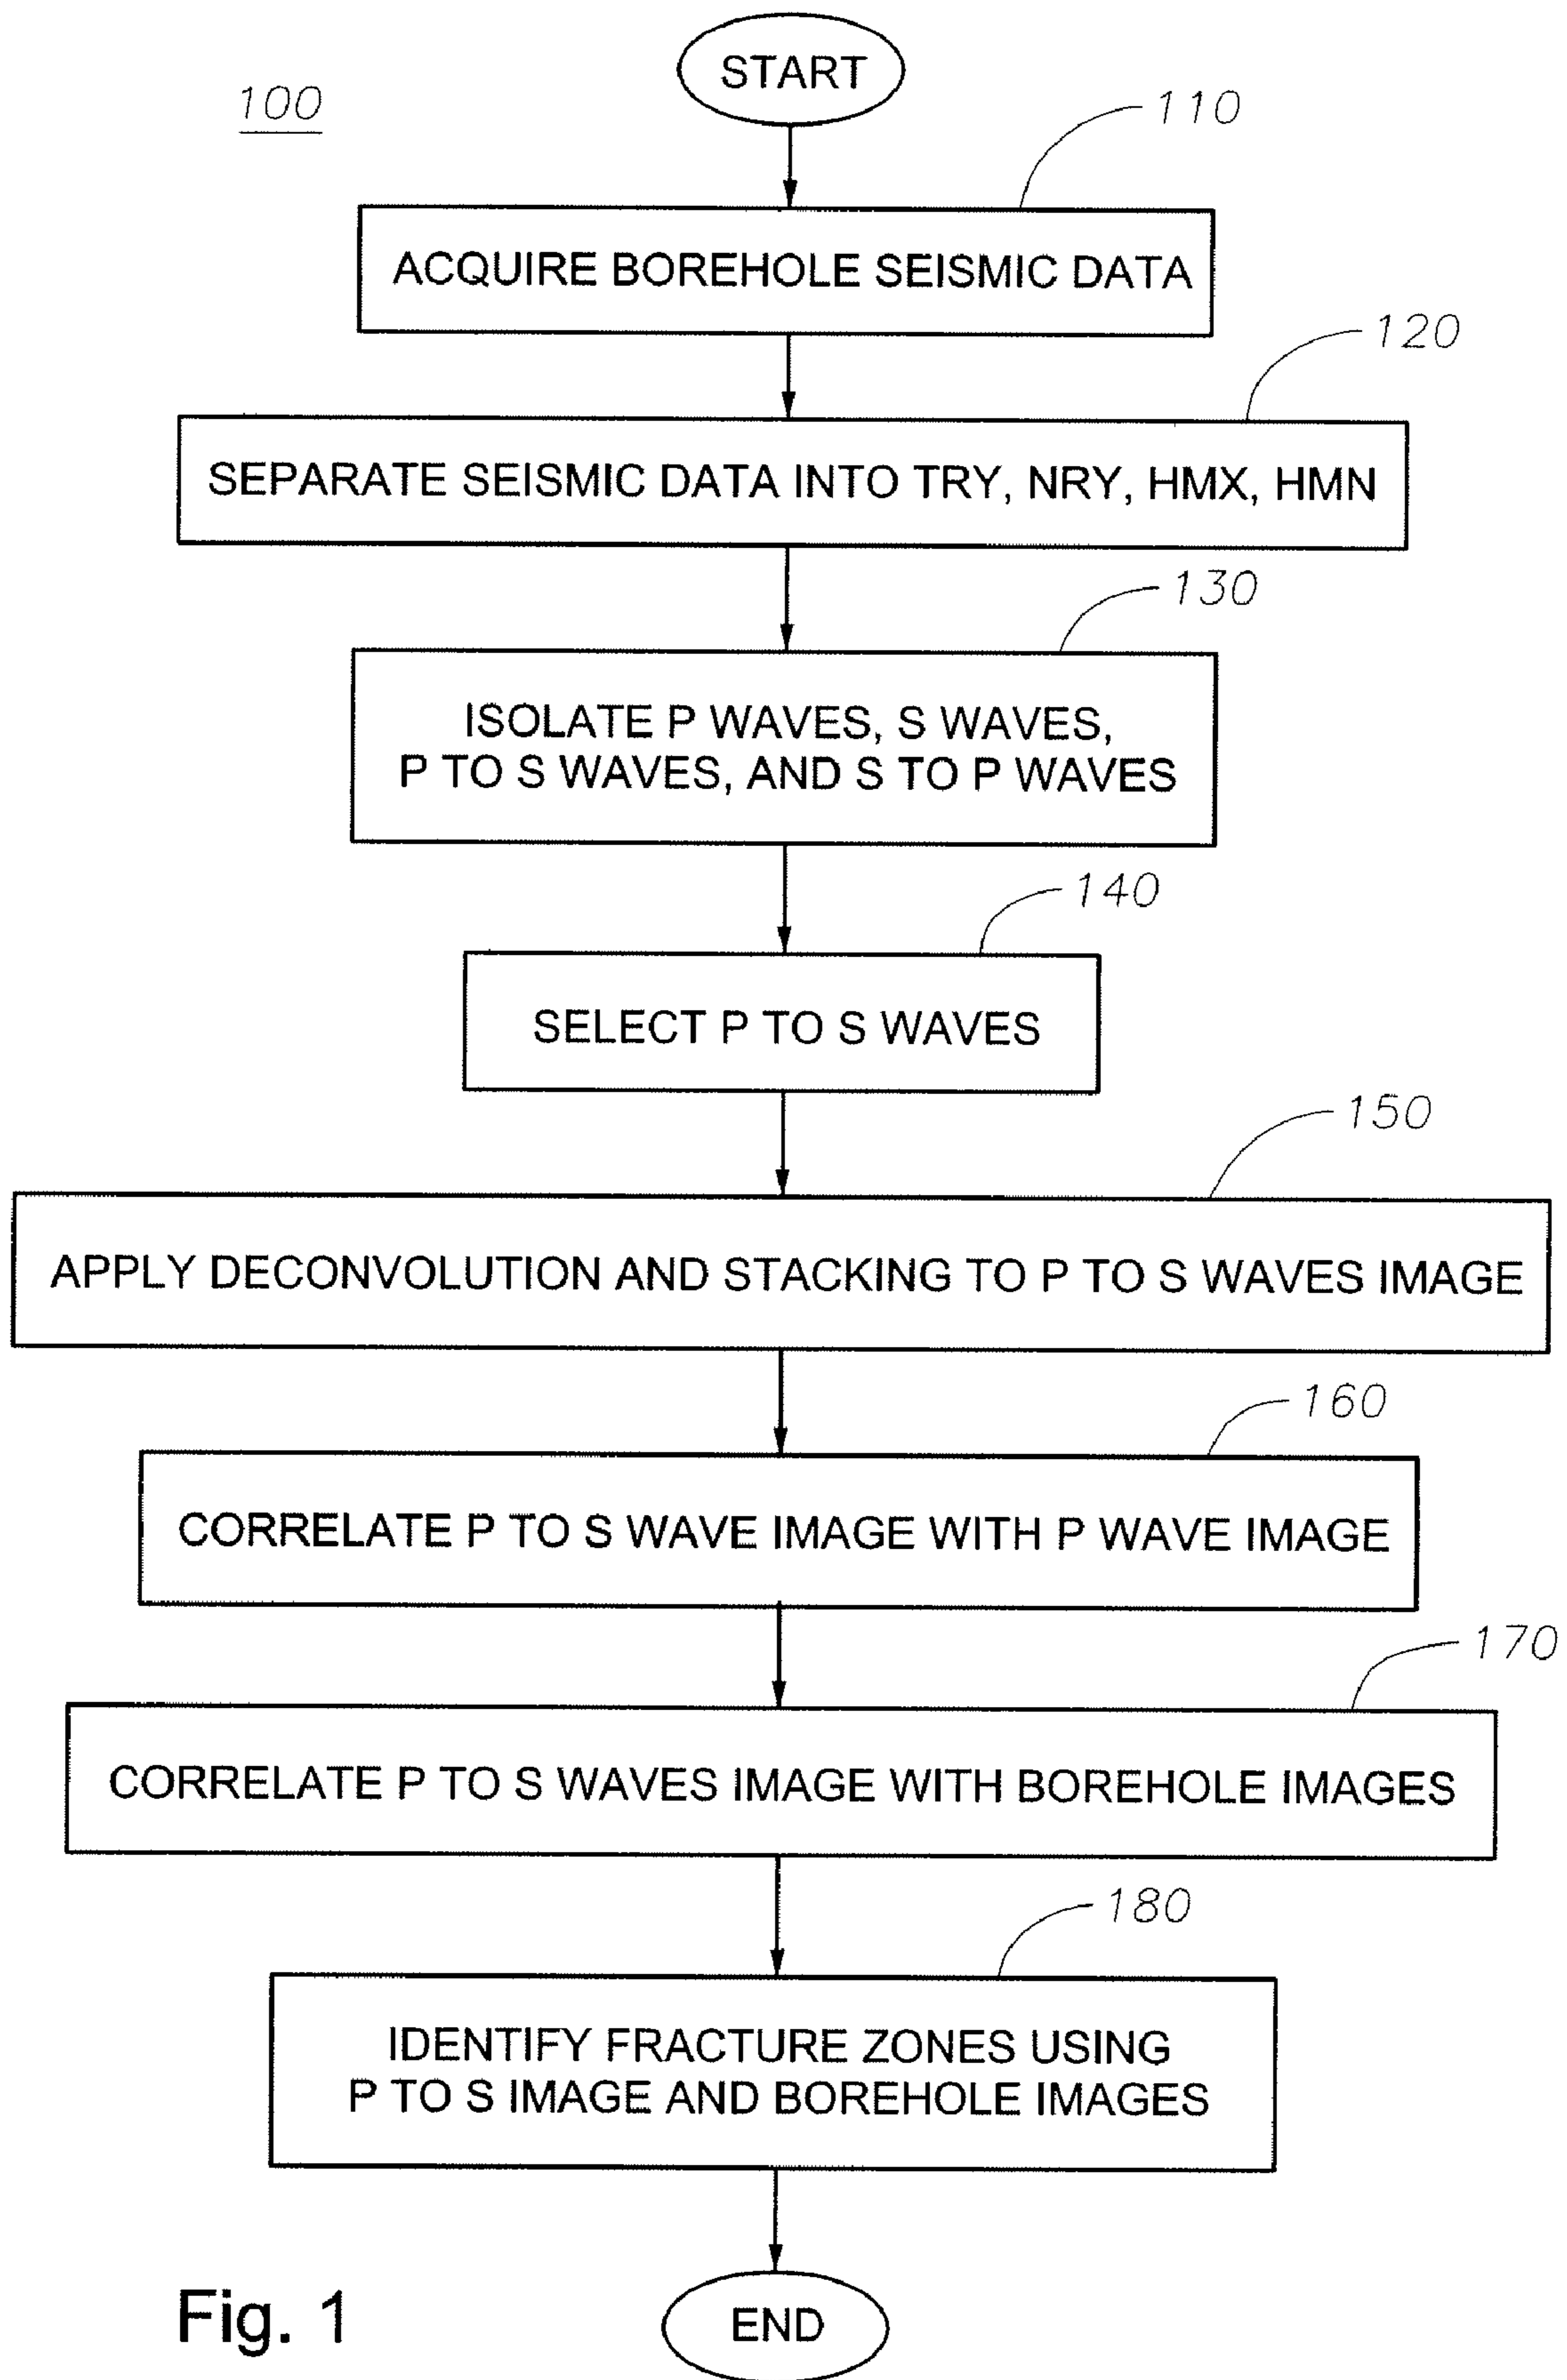 START
100
110
ACQUIRE BOREHOLE SEISMIC DATA
120
SEPARATE SEISMIC DATA INTO TRY, NRY, HMX, HMN
130
ISOLATE P WAVES, S WAVES,
P TO S WAVES, AND S TO P WAVES
140
SELECT P TO S WAVES
150
APPLY DECONVOLUTION AND STACKING TO P TO S WAVES IMAGE
160
CORRELATE P TO S WAVE IMAGE WITH P WAVE IMAGE
170
CORRELATE P TO S WAVES IMAGE WITH BOREHOLE IMAGES
180
IDENTIFY FRACTURE ZONES USING
P TO S IMAGE AND BOREHOLE IMAGES
Fig. 1
END